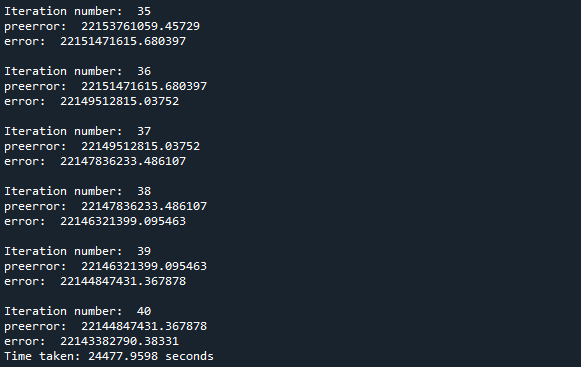 Iteration number:  35
preerror:  22153761059.45729
error:  22151471615.680397
Iteration number:  36
preerror:  22151471615.680397
error:  22149512815.03752
Iteration number:  37
preerror:  22149512815.03752
error:  22147836233.486107
Iteration number:  38
preerror:  22147836233.486107
error:  22146321399.095463
Iteration number:  39
preerror:  22146321399.095463
error:  22144847431.367878
Iteration number:  40
preerror:  22144847431.367878
error:  22143382790.38331
Time taken: 24477.9598 seconds